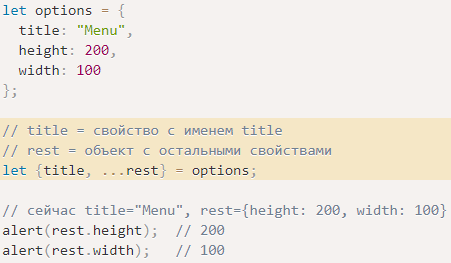 let options = {
  title: "Menu",
  height: 200,
  width: 100
};

// title = свойство с именем title
// rest = объект с остальными свойствами
let {title, ...rest} = options;

// сейчас title="Menu", rest={height: 200, width: 100}
alert(rest.height);  // 200
alert(rest.width);   // 100